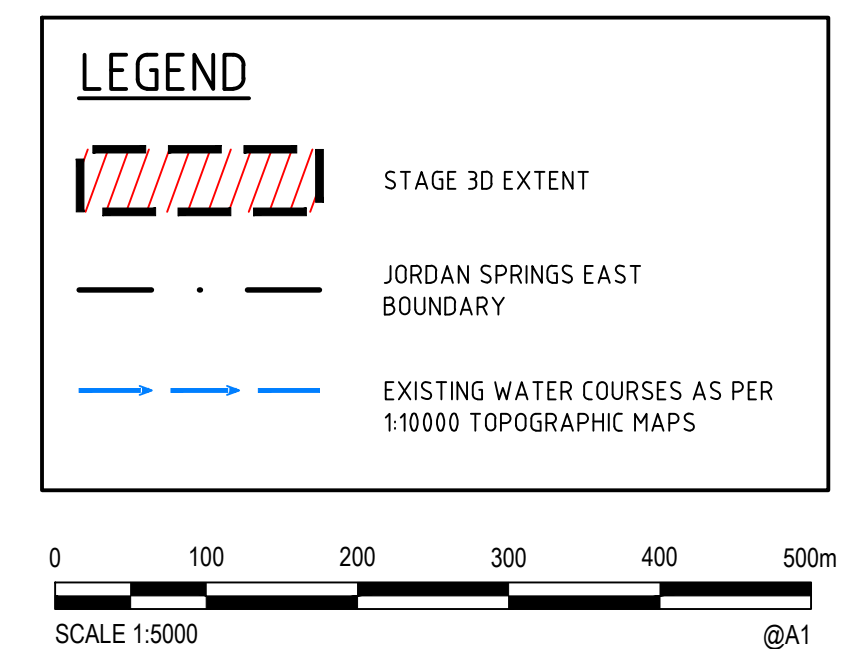 LEGEND
STAGE 3D EXTENT
JORDAN SPRINGS EAST
BOUNDARY
EXISTING WATER COURSES AS PER
1:10000 TOPOGRAPHIC MAPS
0 100 200 300 400 500m
SCALE 1:5000 @A1